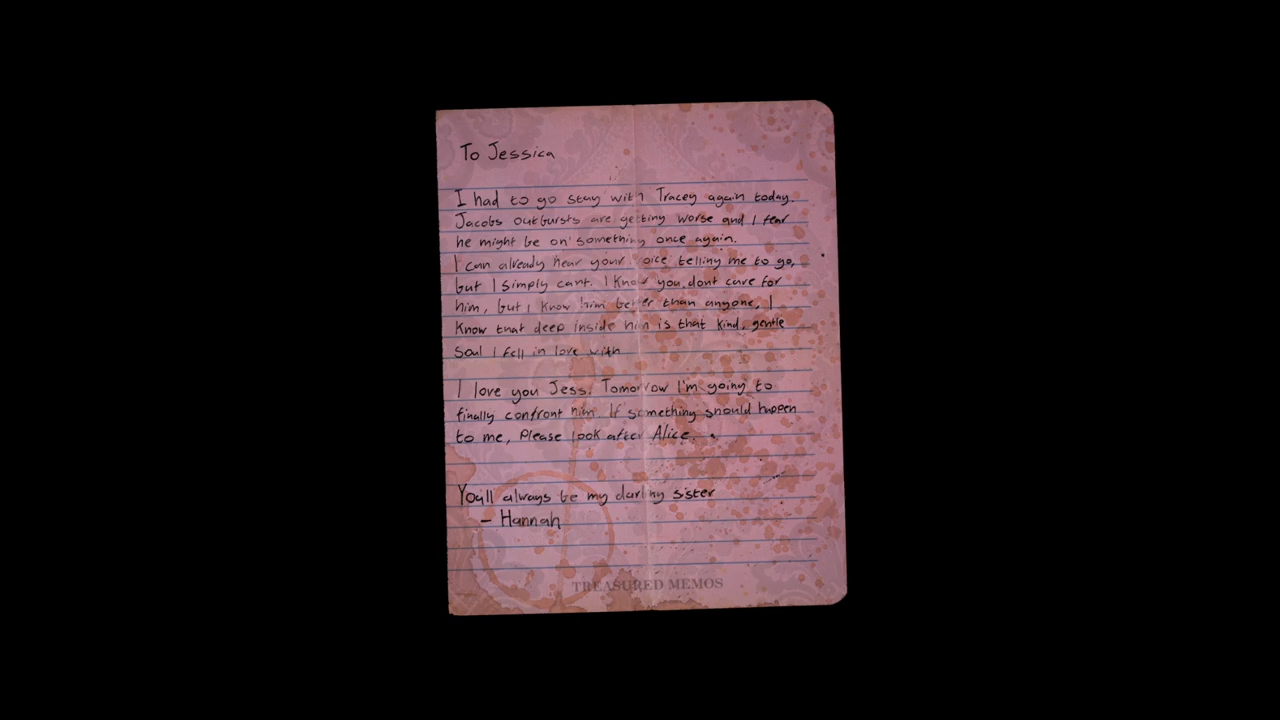 To Jessica
I had to go stay with Tracey again today.
Jacobs outbursts are getting worse and I fear
he might be on something once again.
I can already hear your voice telling me to go,
but I simply cant. I know you dont care for
him, but I know him better than anyone, I
know that deep inside him is that kind, gentle
soul I fell in love with
I love you Jess. Tomorrow I'm going to
finally confront him. If something should happen
to me, Please look after Alice.
Youll always be my darling sister
- Hannah
TREASURED MEMOS